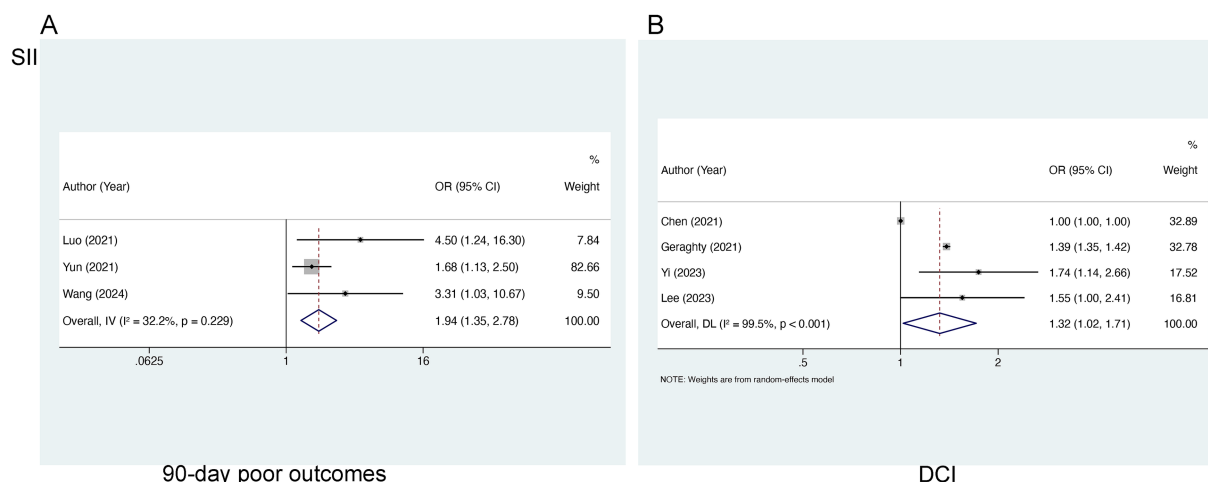 A
SII
%
Author (Year) OR (95% CI) Weight
Luo (2021) 4.50 (1.24, 16.30) 7.84
Yun (2021) 1.68 (1.13, 2.50) 82.66
Wang (2024) 3.31 (1.03, 10.67) 9.50
Overall, IV (I² = 32.2%, p = 0.229) 1.94 (1.35, 2.78) 100.00
.0625 1 16
90-day poor outcomes
B
%
Author (Year) OR (95% CI) Weight
Chen (2021) 1.00 (1.00, 1.00) 32.89
Geraghty (2021) 1.39 (1.35, 1.42) 32.78
Yi (2023) 1.74 (1.14, 2.66) 17.52
Lee (2023) 1.55 (1.00, 2.41) 16.81
Overall, DL (I² = 99.5%, p < 0.001) 1.32 (1.02, 1.71) 100.00
.5 1 2
NOTE: Weights are from random-effects model
DCI